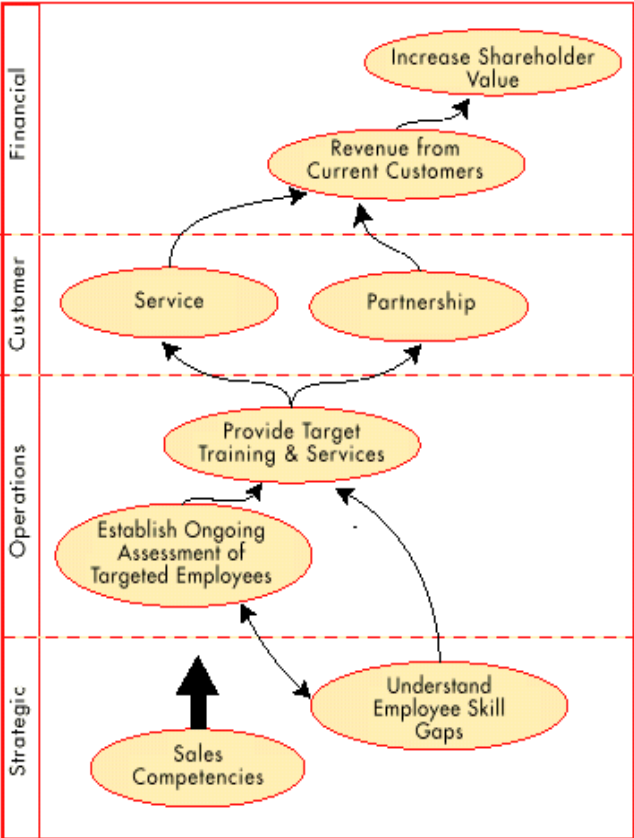 Financial
Increase Shareholder
Value
Revenue from
Current Customers
Customer
Service
Partnership
Operations
Provide Target
Training & Services
Establish Ongoing
Assessment of
Targeted Employees
Strategic
Understand
Employee Skill
Gaps
Sales
Competencies